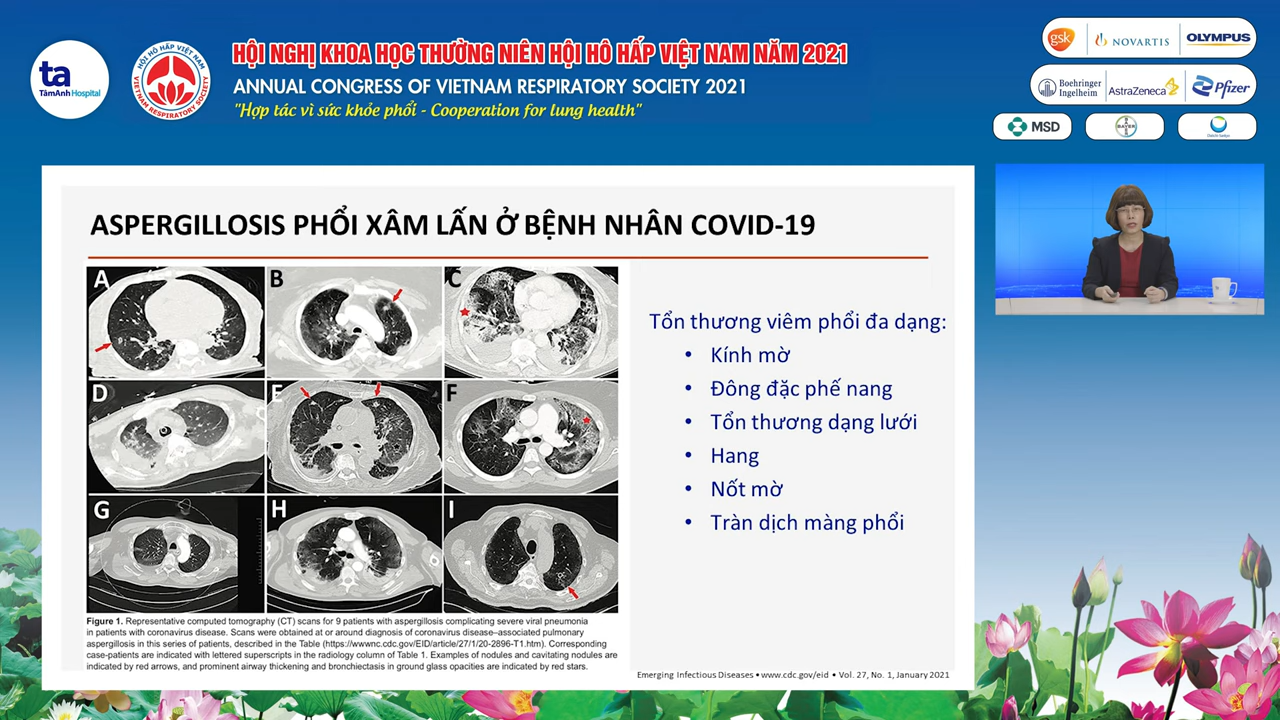 HỘI NGHỊ KHOA HỌC THƯỜNG NIÊN HỘI HÔ HẤP VIỆT NAM NĂM 2021
ANNUAL CONGRESS OF VIETNAM RESPIRATORY SOCIETY 2021
"Hợp tác vì sức khỏe phổi - Cooperation for lung health"
ta
TâmAnh Hospital
HỘI HÔ HẤP VIỆT NAM
VIETNAM RESPIRATORY SOCIETY
gsk
NOVARTIS
OLYMPUS
Boehringer
Ingelheim
AstraZeneca
Pfizer
MSD
BAYER
Daiichi-Sankyo
ASPERGILLOSIS PHỔI XÂM LẤN Ở BỆNH NHÂN COVID-19
A
B
C
D
E
F
G
H
I
Figure 1. Representative computed tomography (CT) scans for 9 patients with aspergillosis complicating severe viral pneumonia
in patients with coronavirus disease. Scans were obtained at or around diagnosis of coronavirus disease–associated pulmonary
aspergillosis in this series of patients, described in the Table (https://wwwnc.cdc.gov/EID/article/27/1/20-2896-T1.htm). Corresponding
case-patients are indicated with lettered superscripts in the radiology column of Table 1. Examples of nodules and cavitating nodules are
indicated by red arrows, and prominent airway thickening and bronchiectasis in ground glass opacities are indicated by red stars.
Tổn thương viêm phổi đa dạng:
• Kính mờ
• Đông đặc phế nang
• Tổn thương dạng lưới
• Hang
• Nốt mờ
• Tràn dịch màng phổi
Emerging Infectious Diseases • www.cdc.gov/eid • Vol. 27, No. 1, January 2021